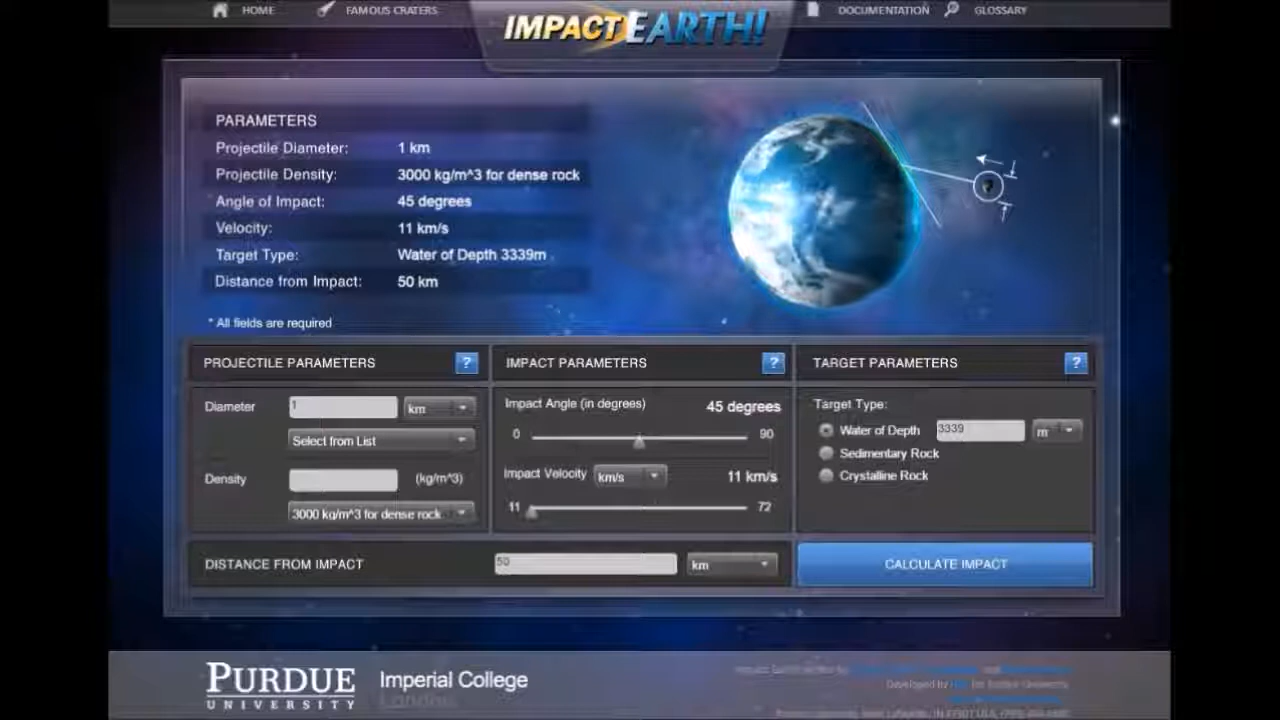 HOME
FAMOUS CRATERS
IMPACT EARTH!
DOCUMENTATION
GLOSSARY
PARAMETERS
Projectile Diameter: 1 km
Projectile Density: 3000 kg/m^3 for dense rock
Angle of Impact: 45 degrees
Velocity: 11 km/s
Target Type: Water of Depth 3339m
Distance from Impact: 50 km
* All fields are required
PROJECTILE PARAMETERS ?
Diameter 1 km
Select from List
Density (kg/m^3)
3000 kg/m^3 for dense rock
IMPACT PARAMETERS ?
Impact Angle (in degrees) 45 degrees
0 90
Impact Velocity km/s 11 km/s
11 72
TARGET PARAMETERS ?
Target Type:
Water of Depth 3339 m
Sedimentary Rock
Crystalline Rock
DISTANCE FROM IMPACT 50 km
CALCULATE IMPACT
PURDUE
UNIVERSITY
Imperial College
London
Developed by